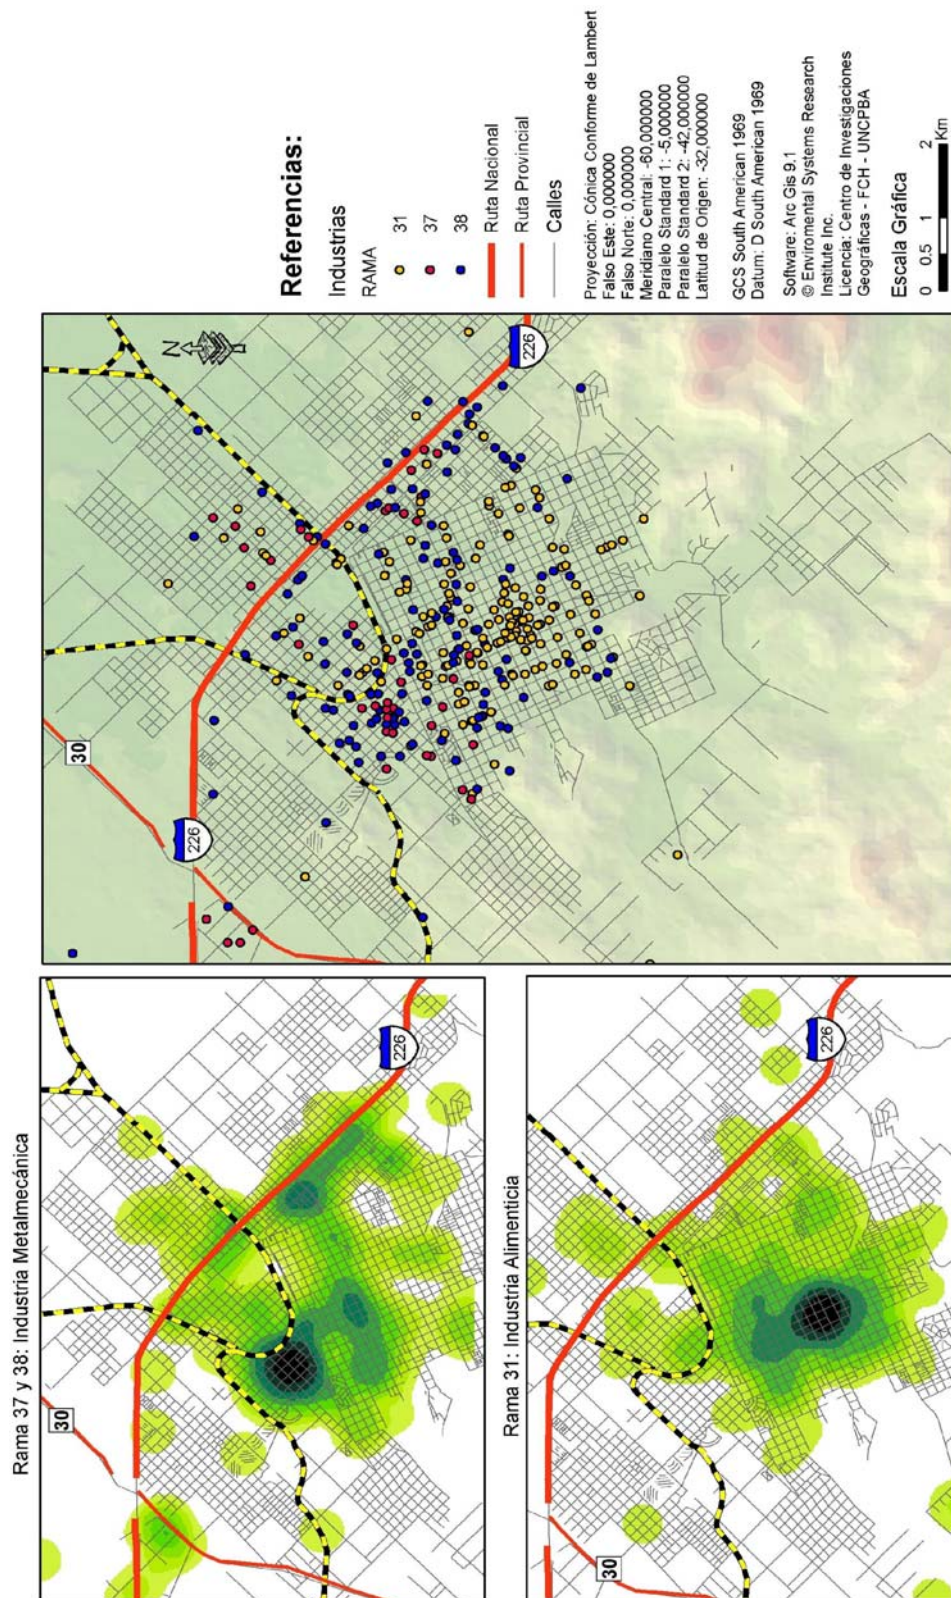 Rama 37 y 38: Industria Metalmecánica
30
226
Rama 31: Industria Alimenticia
30
226
30
226
N
226
Referencias:
Industrias
RAMA
31
37
38
Ruta Nacional
Ruta Provincial
Calles
Proyección: Cónica Conforme de Lambert
Falso Este: 0,000000
Falso Norte: 0,000000
Meridiano Central: -60,000000
Paralelo Standard 1: -5,000000
Paralelo Standard 2: -42,000000
Latitud de Origen: -32,000000
GCS South American 1969
Datum: D South American 1969
Software: Arc Gis 9.1
© Enviromental Systems Research
Institute Inc.
Licencia: Centro de Investigaciones
Geográficas - FCH - UNCPBA
Escala Gráfica
0 0.5 1 2
Km